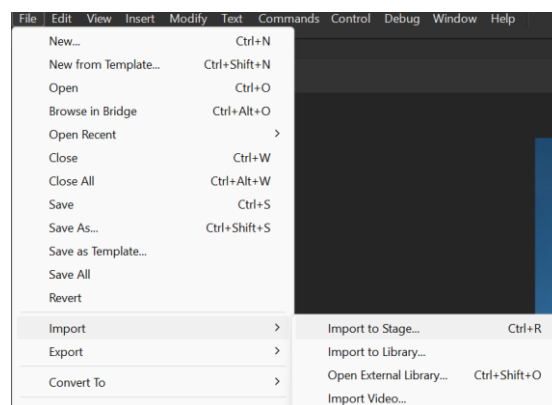 File Edit View Insert Modify Text Commands Control Debug Window Help
New... Ctrl+N
New from Template... Ctrl+Shift+N
Open Ctrl+O
Browse in Bridge Ctrl+Alt+O
Open Recent >
Close Ctrl+W
Close All Ctrl+Alt+W
Save Ctrl+S
Save As... Ctrl+Shift+S
Save as Template...
Save All
Revert
Import > Import to Stage... Ctrl+R
Export > Import to Library...
Convert To > Open External Library... Ctrl+Shift+O
Import Video...